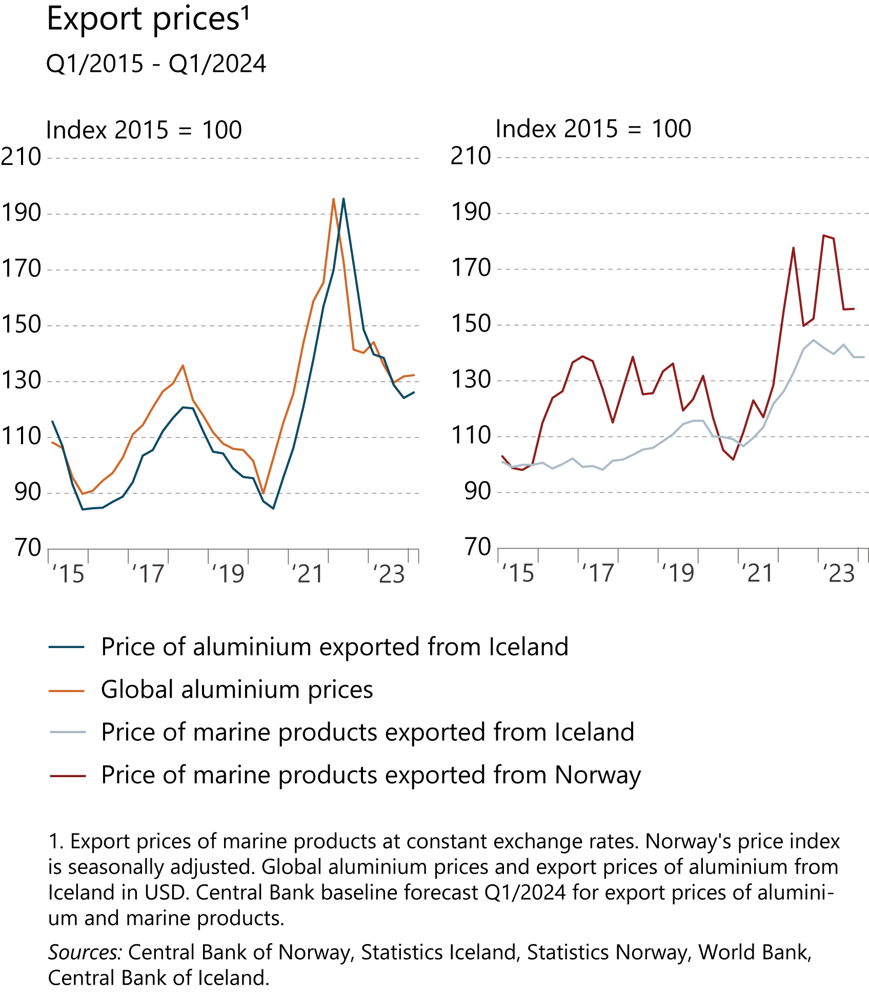 Export prices¹
Q1/2015 - Q1/2024
Index 2015 = 100
210
190
170
150
130
110
90
70
‘15
‘17
‘19
‘21
‘23
Index 2015 = 100
210
190
170
150
130
110
90
70
‘15
‘17
‘19
‘21
‘23
Price of aluminium exported from Iceland
Global aluminium prices
Price of marine products exported from Iceland
Price of marine products exported from Norway
1. Export prices of marine products at constant exchange rates. Norway's price index
is seasonally adjusted. Global aluminium prices and export prices of aluminium from
Iceland in USD. Central Bank baseline forecast Q1/2024 for export prices of alumini-
um and marine products.
Sources: Central Bank of Norway, Statistics Iceland, Statistics Norway, World Bank,
Central Bank of Iceland.